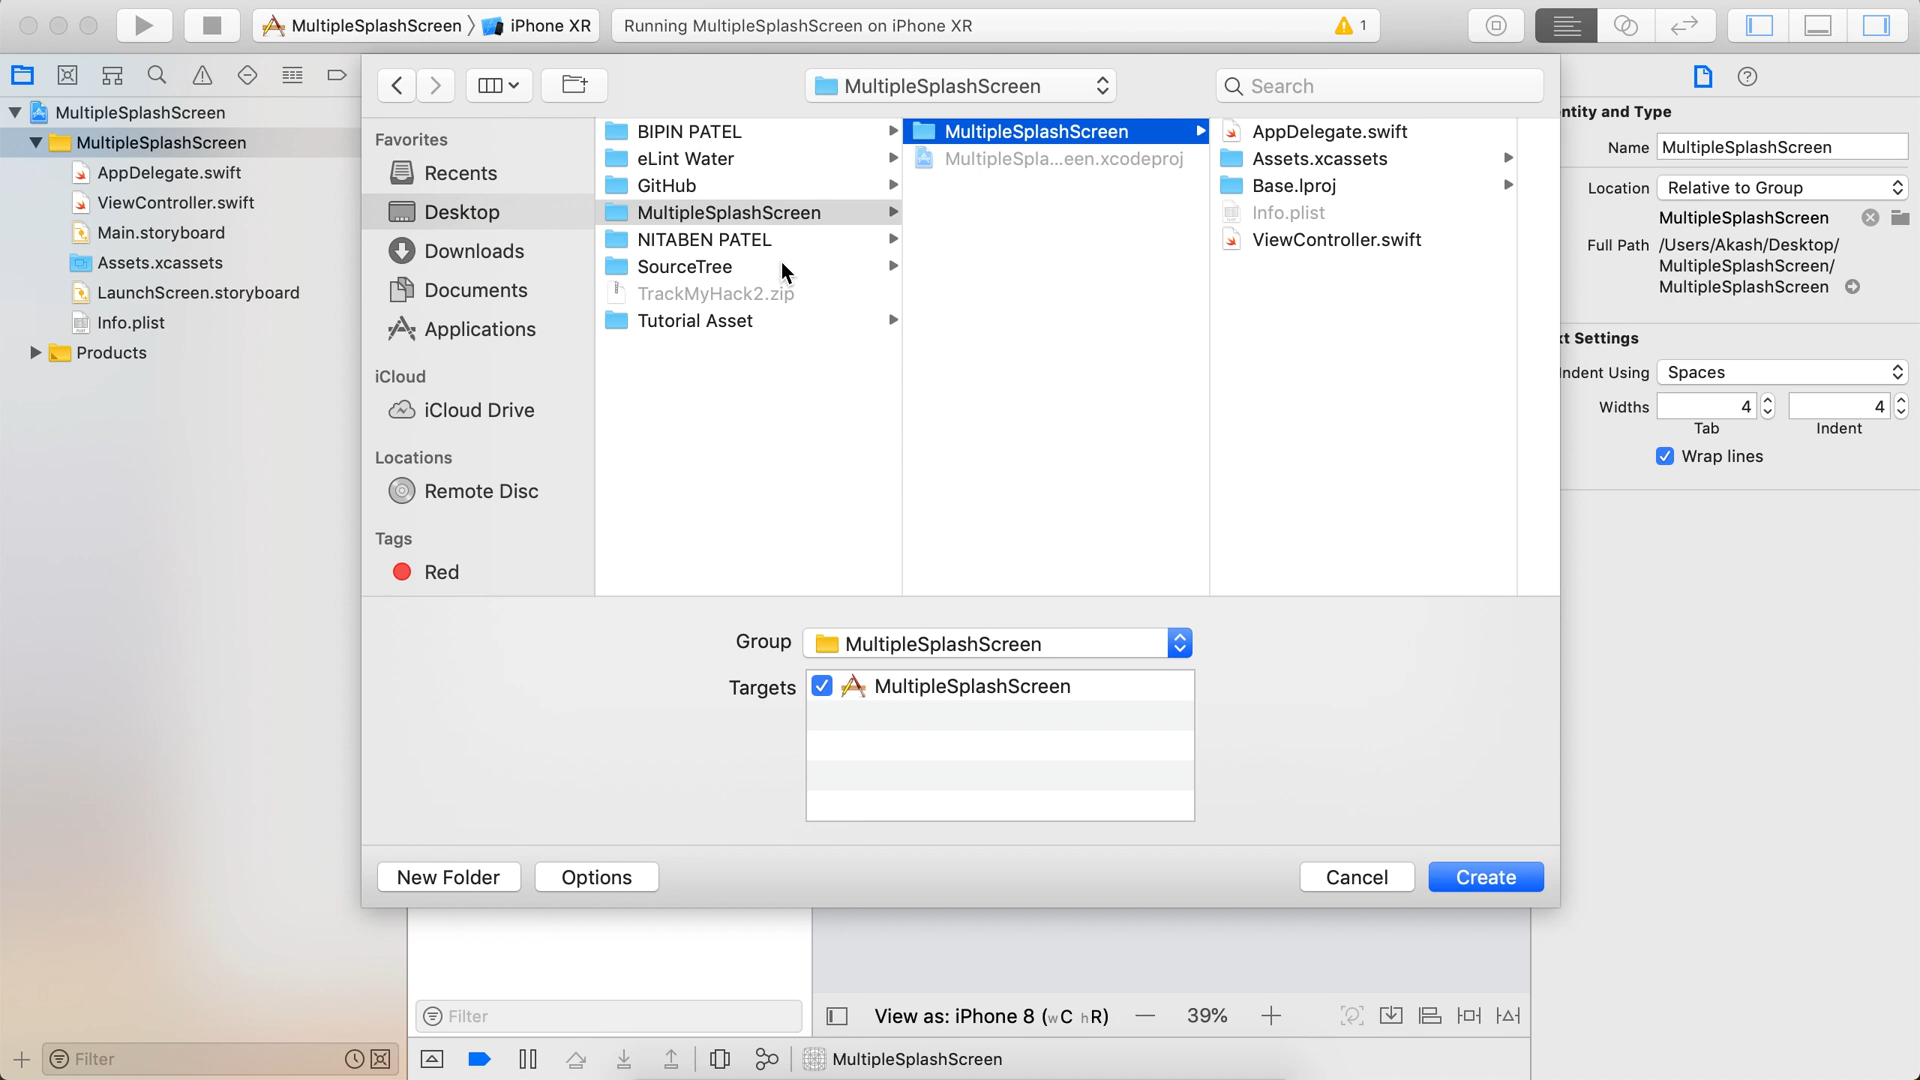 MultipleSplashScreen 〉 iPhone XR
Running MultipleSplashScreen on iPhone XR
1
MultipleSplashScreen
MultipleSplashScreen
AppDelegate.swift
ViewController.swift
Main.storyboard
Assets.xcassets
LaunchScreen.storyboard
Info.plist
Products
MultipleSplashScreen
Search
Favorites
Recents
Desktop
Downloads
Documents
Applications
iCloud
iCloud Drive
Locations
Remote Disc
Tags
Red
BIPIN PATEL
eLint Water
GitHub
MultipleSplashScreen
NITABEN PATEL
SourceTree
TrackMyHack2.zip
Tutorial Asset
MultipleSplashScreen
MultipleSpla...een.xcodeproj
AppDelegate.swift
Assets.xcassets
Base.lproj
Info.plist
ViewController.swift
Group MultipleSplashScreen
Targets MultipleSplashScreen
New Folder Options Cancel Create
ntity and Type
Name MultipleSplashScreen
Location Relative to Group
MultipleSplashScreen
Full Path /Users/Akash/Desktop/
MultipleSplashScreen/
MultipleSplashScreen
xt Settings
Indent Using Spaces
Widths 4 4
Tab Indent
Wrap lines
Filter
View as: iPhone 8 (wC hR) — 39% +
Filter
MultipleSplashScreen